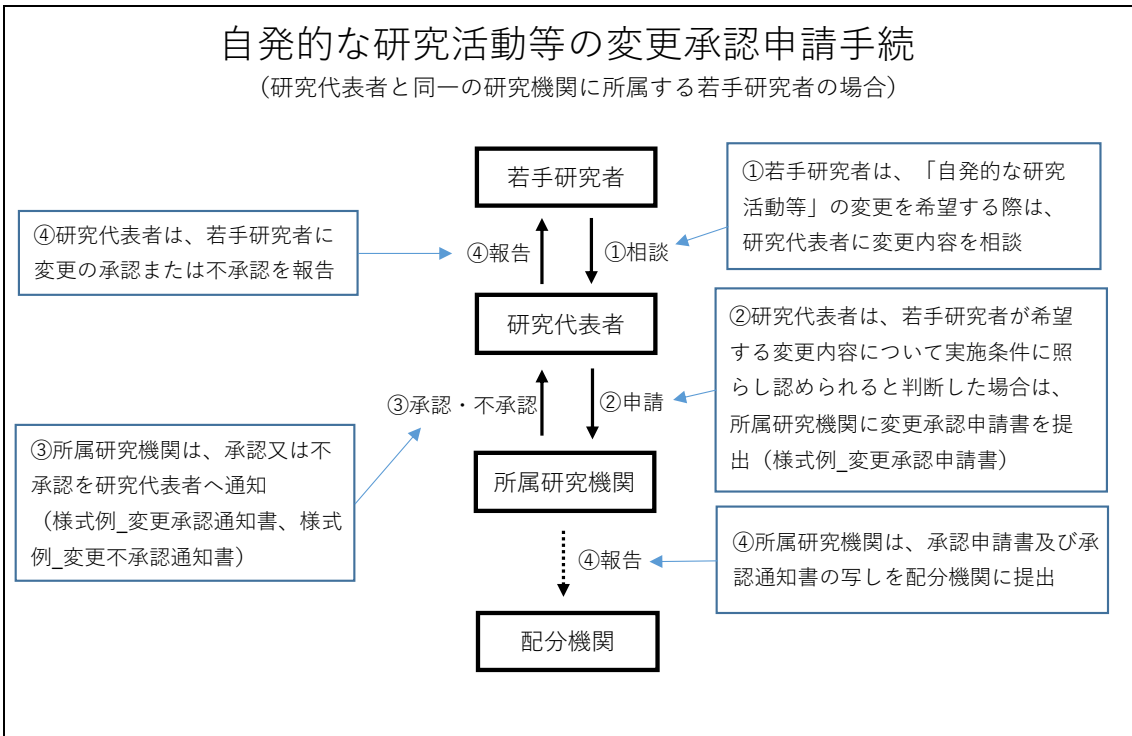 自発的な研究活動等の変更承認申請手続
（研究代表者と同一の研究機関に所属する若手研究者の場合）
若手研究者
①若手研究者は、「自発的な研究
活動等」の変更を希望する際は、
研究代表者に変更内容を相談
④研究代表者は、若手研究者に
変更の承認または不承認を報告
④報告
①相談
研究代表者
②研究代表者は、若手研究者が希望
する変更内容について実施条件に照
らし認められると判断した場合は、
所属研究機関に変更承認申請書を提
出（様式例_変更承認申請書）
③承認・不承認
②申請
③所属研究機関は、承認又は不
承認を研究代表者へ通知
（様式例_変更承認通知書、様式
例_変更不承認通知書）
所属研究機関
④報告
④所属研究機関は、承認申請書及び承
認通知書の写しを配分機関に提出
配分機関